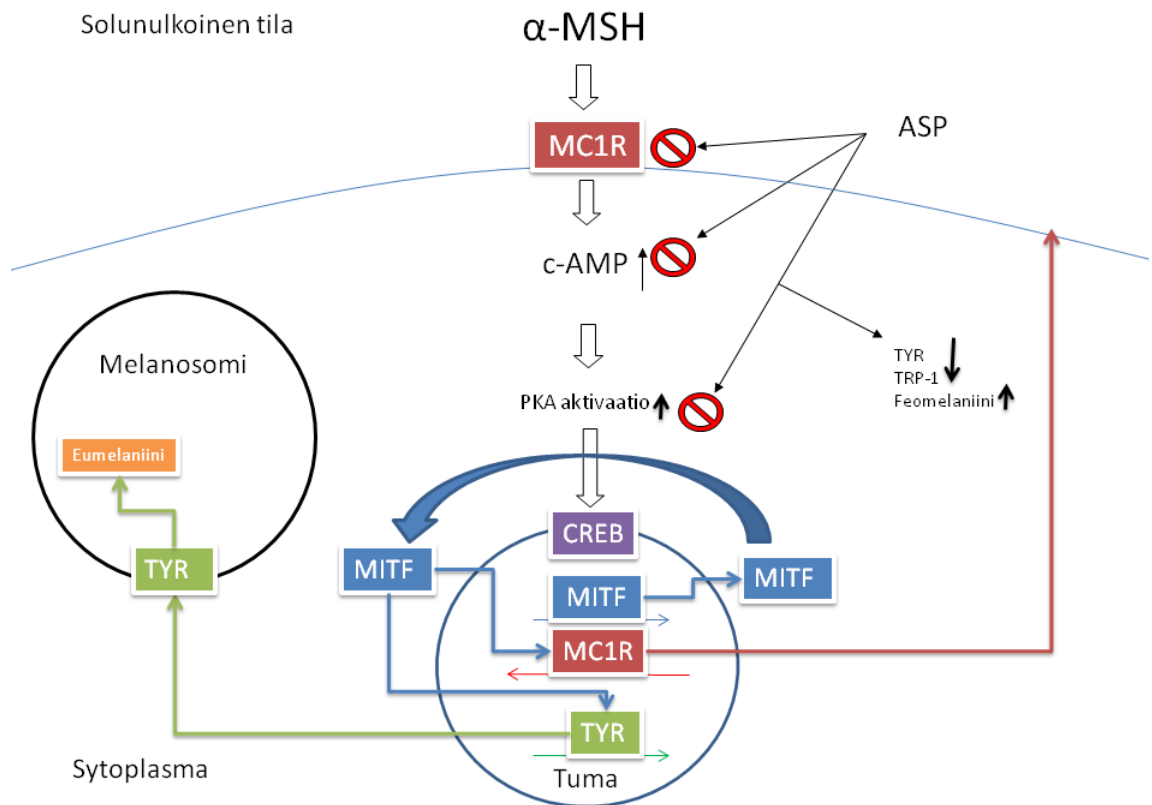 Solunulkoinen tila
α-MSH
MC1R
ASP
c-AMP
Melanosomi
TYR
TRP-1
Feomelaniini
PKA aktivaatio
Eumelaniini
CREB
TYR
MITF
MITF
MITF
MC1R
TYR
Sytoplasma
Tuma